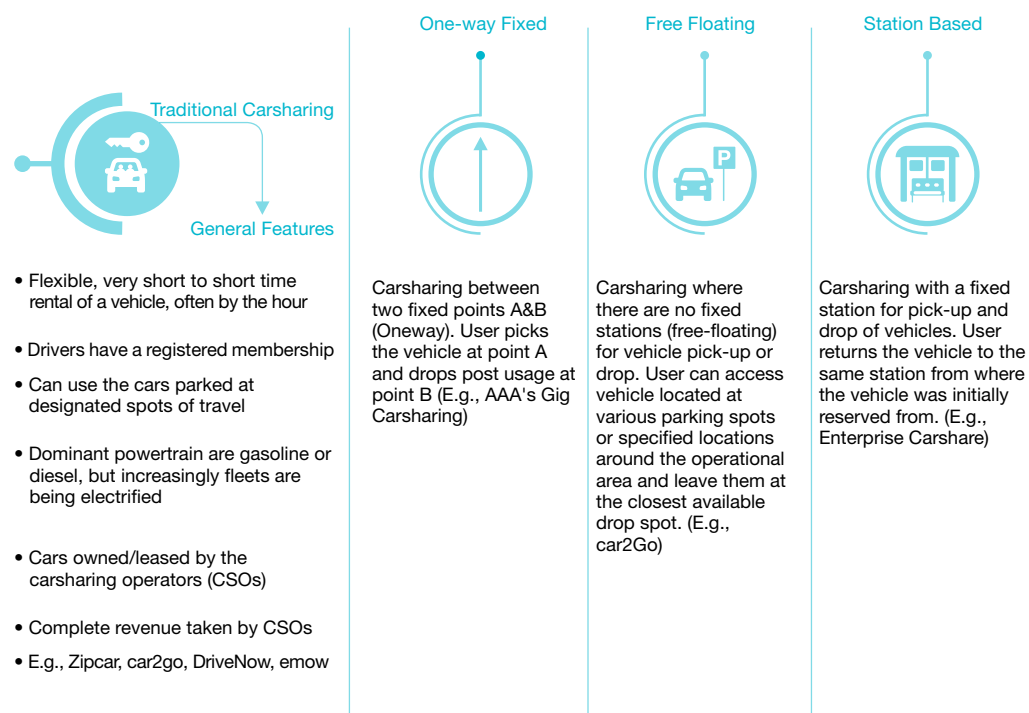 Traditional Carsharing
General Features
• Flexible, very short to short time
rental of a vehicle, often by the hour
• Drivers have a registered membership
• Can use the cars parked at
designated spots of travel
• Dominant powertrain are gasoline or
diesel, but increasingly fleets are
being electrified
• Cars owned/leased by the
carsharing operators (CSOs)
• Complete revenue taken by CSOs
• E.g., Zipcar, car2go, DriveNow, emow
One-way Fixed
Carsharing between
two fixed points A&B
(Oneway). User picks
the vehicle at point A
and drops post usage at
point B (E.g., AAA's Gig
Carsharing)
Free Floating
P
Carsharing where
there are no fixed
stations (free-floating)
for vehicle pick-up or
drop. User can access
vehicle located at
various parking spots
or specified locations
around the operational
area and leave them at
the closest available
drop spot. (E.g.,
car2Go)
Station Based
Carsharing with a fixed
station for pick-up and
drop of vehicles. User
returns the vehicle to the
same station from where
the vehicle was initially
reserved from. (E.g.,
Enterprise Carshare)